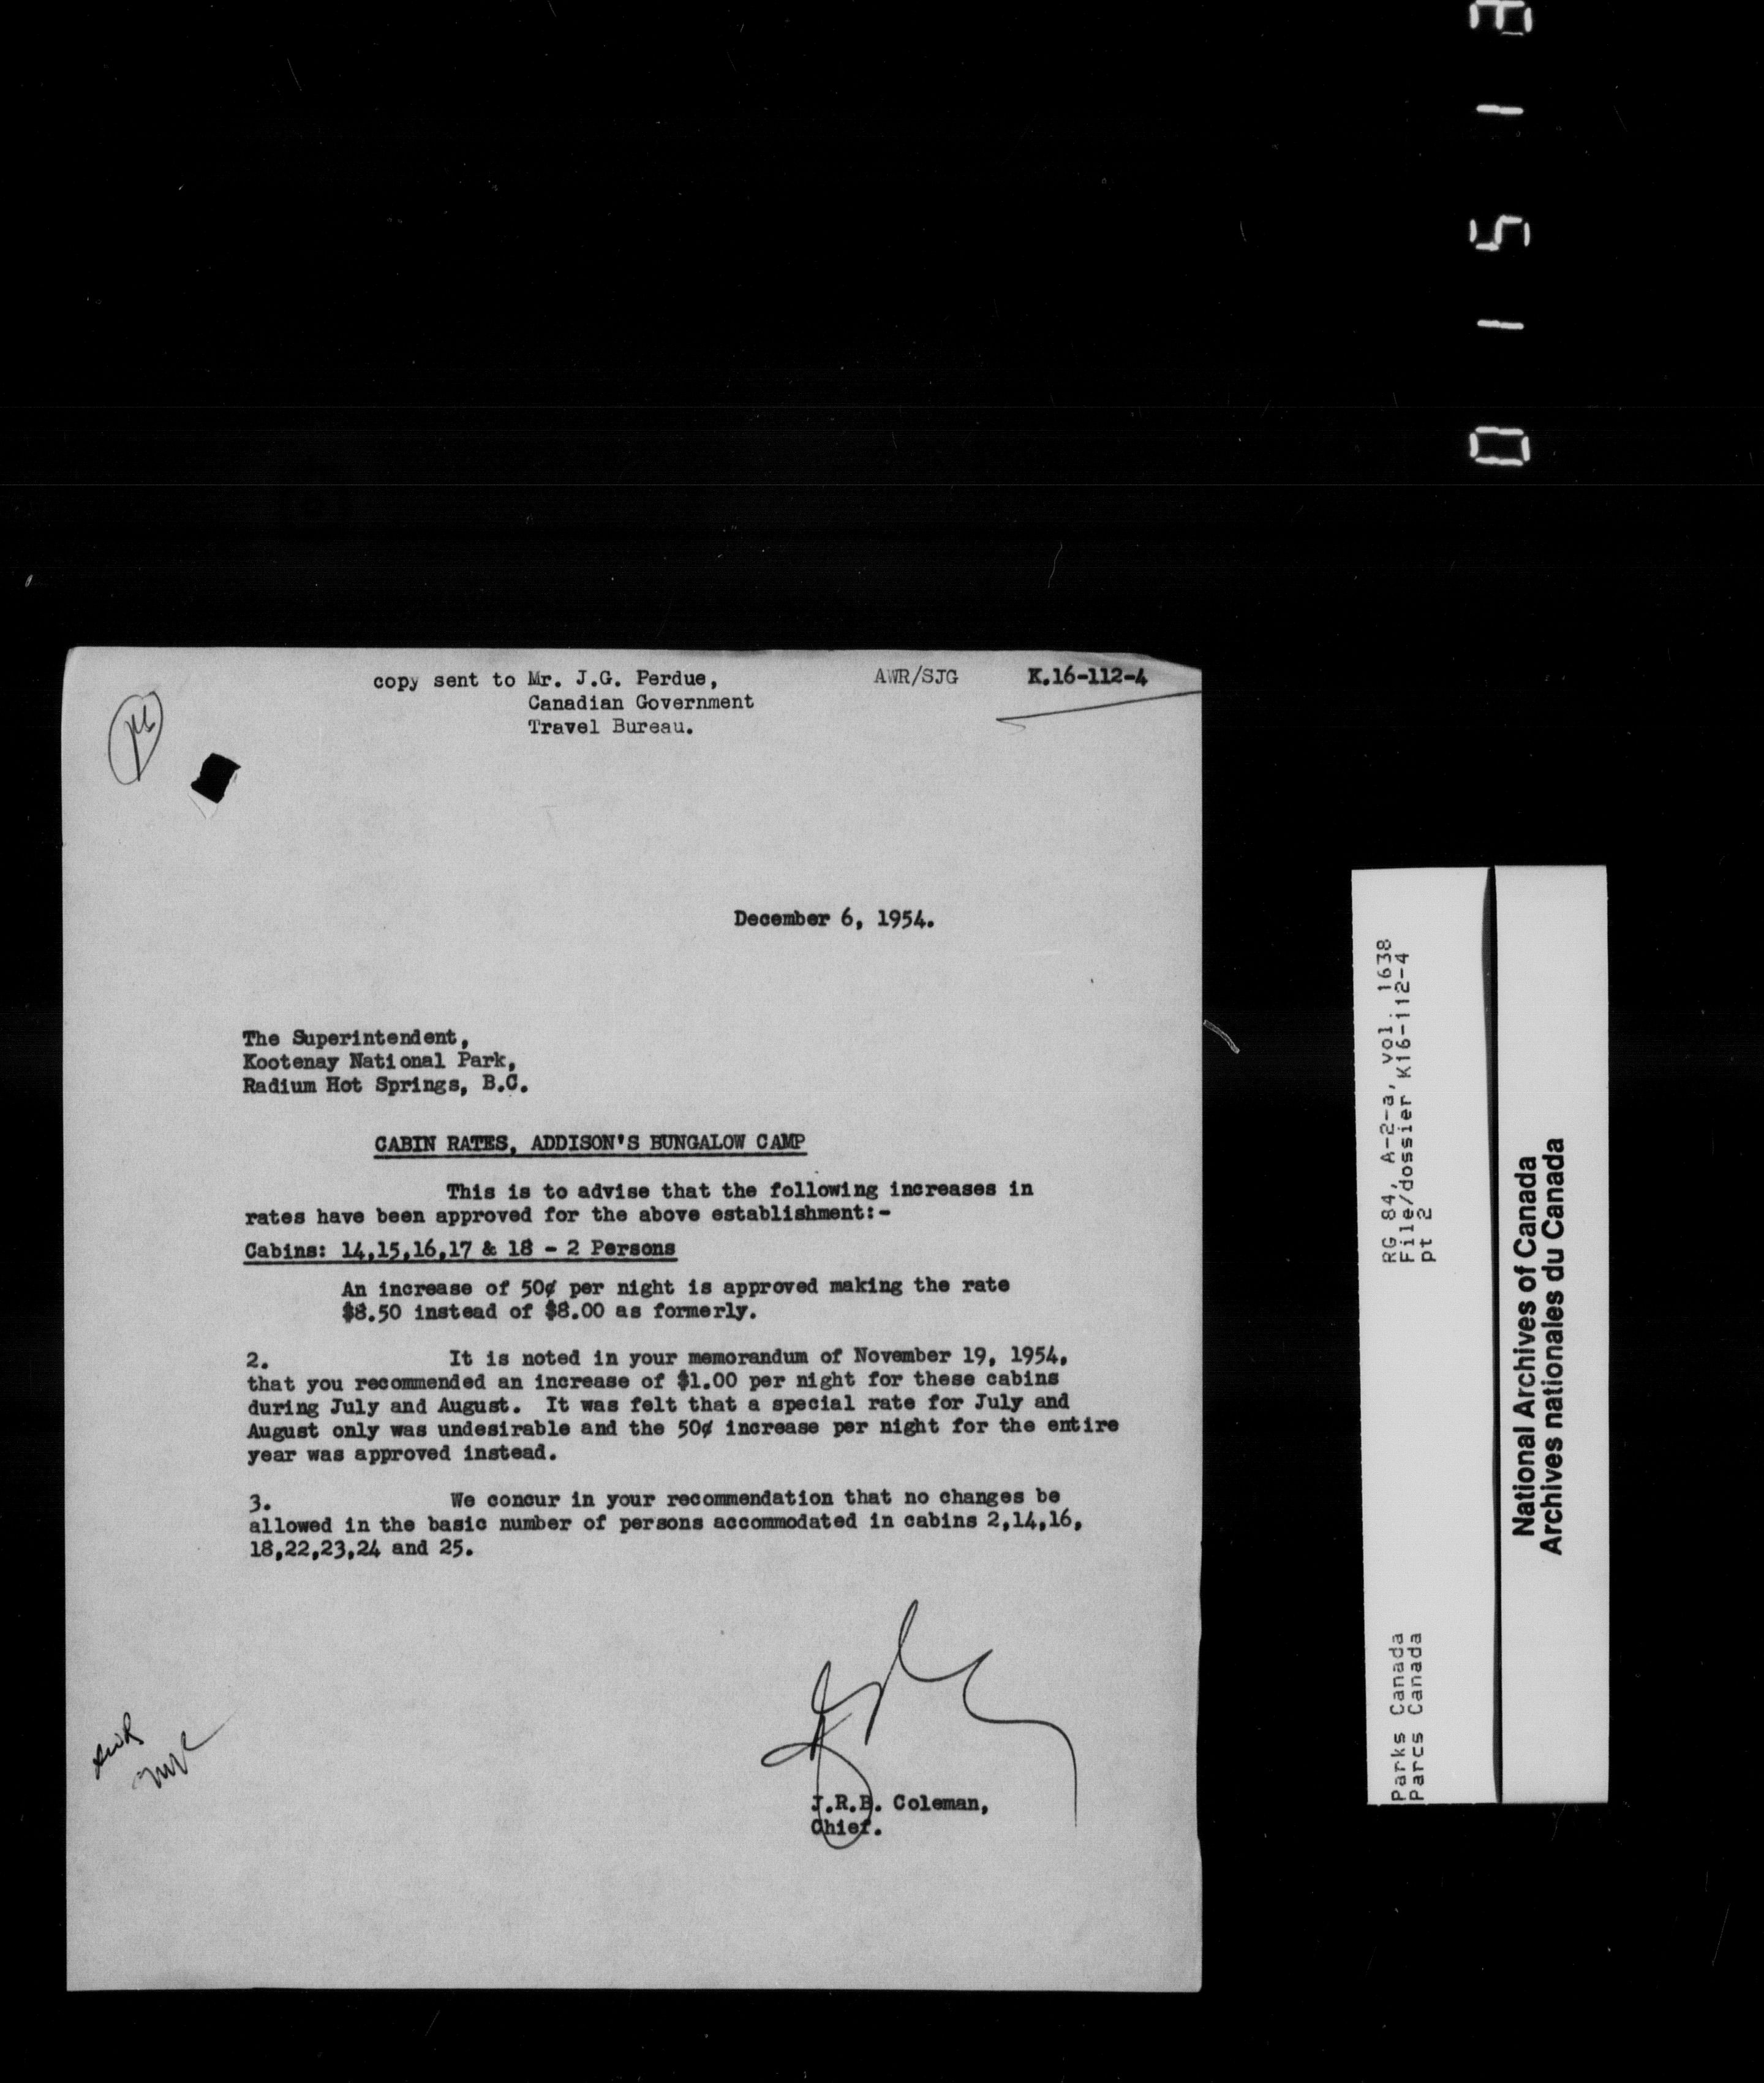 copy sent to Mr. J.G. Perdue,
Canadian Government
Travel Bureau.
AWR/SJG
K.16-112-4
December 6, 1954.
The Superintendent,
Kootenay National Park,
Radium Hot Springs, B.C.
CABIN RATES, ADDISON'S BUNGALOW CAMP
This is to advise that the following increases in
rates have been approved for the above establishment:-
Cabins: 14,15,16,17 & 18 - 2 Persons
An increase of 50¢ per night is approved making the rate
$8.50 instead of $8.00 as formerly.
2. It is noted in your memorandum of November 19, 1954,
that you recommended an increase of $1.00 per night for these cabins
during July and August. It was felt that a special rate for July and
August only was undesirable and the 50¢ increase per night for the entire
year was approved instead.
3. We concur in your recommendation that no changes be
allowed in the basic number of persons accommodated in cabins 2,14,16,
18,22,23,24 and 25.
AWR
J.R.B. Coleman,
Chief.
RG 84, A-2-a, vol. 1638
File/dossier K16-112-4
pt 2
Parks Canada
Parcs Canada
National Archives of Canada
Archives nationales du Canada